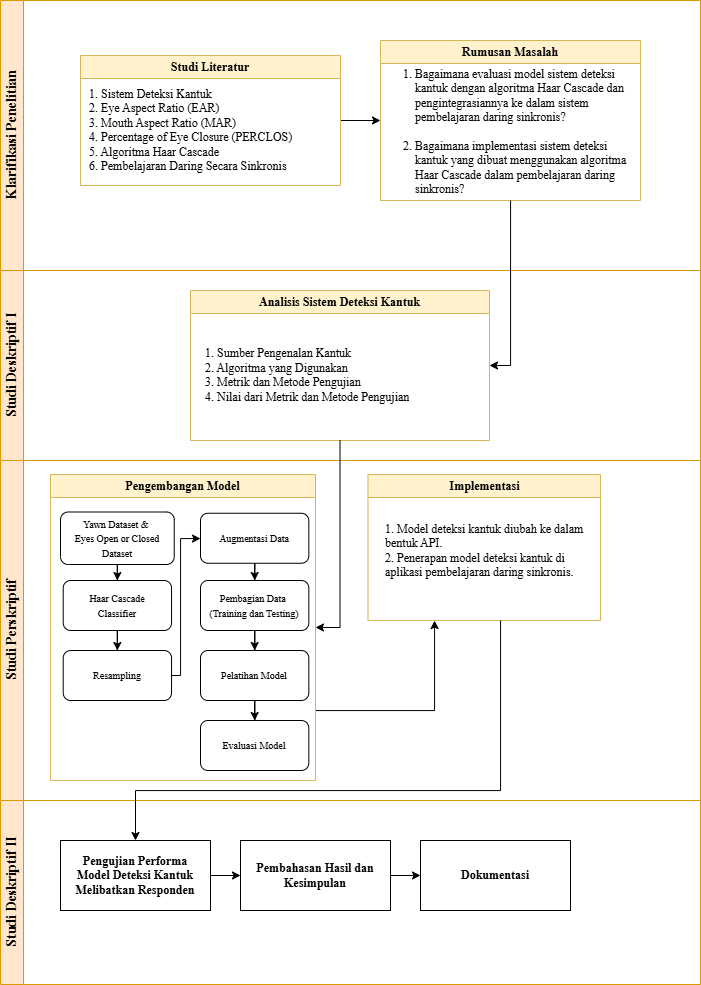 Klarifikasi Penelitian
Studi Literatur
1. Sistem Deteksi Kantuk
2. Eye Aspect Ratio (EAR)
3. Mouth Aspect Ratio (MAR)
4. Percentage of Eye Closure (PERCLOS)
5. Algoritma Haar Cascade
6. Pembelajaran Daring Secara Sinkronis
Rumusan Masalah
1. Bagaimana evaluasi model sistem deteksi
kantuk dengan algoritma Haar Cascade dan
pengintegrasiannya ke dalam sistem
pembelajaran daring sinkronis?
2. Bagaimana implementasi sistem deteksi
kantuk yang dibuat menggunakan algoritma
Haar Cascade dalam pembelajaran daring
sinkronis?
Studi Deskriptif I
Analisis Sistem Deteksi Kantuk
1. Sumber Pengenalan Kantuk
2. Algoritma yang Digunakan
3. Metrik dan Metode Pengujian
4. Nilai dari Metrik dan Metode Pengujian
Studi Perskriptif
Pengembangan Model
Yawn Dataset &
Eyes Open or Closed
Dataset
Haar Cascade
Classifier
Resampling
Augmentasi Data
Pembagian Data
(Training dan Testing)
Pelatihan Model
Evaluasi Model
Implementasi
1. Model deteksi kantuk diubah ke dalam
bentuk API.
2. Penerapan model deteksi kantuk di
aplikasi pembelajaran daring sinkronis.
Studi Deskriptif II
Pengujian Performa
Model Deteksi Kantuk
Melibatkan Responden
Pembahasan Hasil dan
Kesimpulan
Dokumentasi